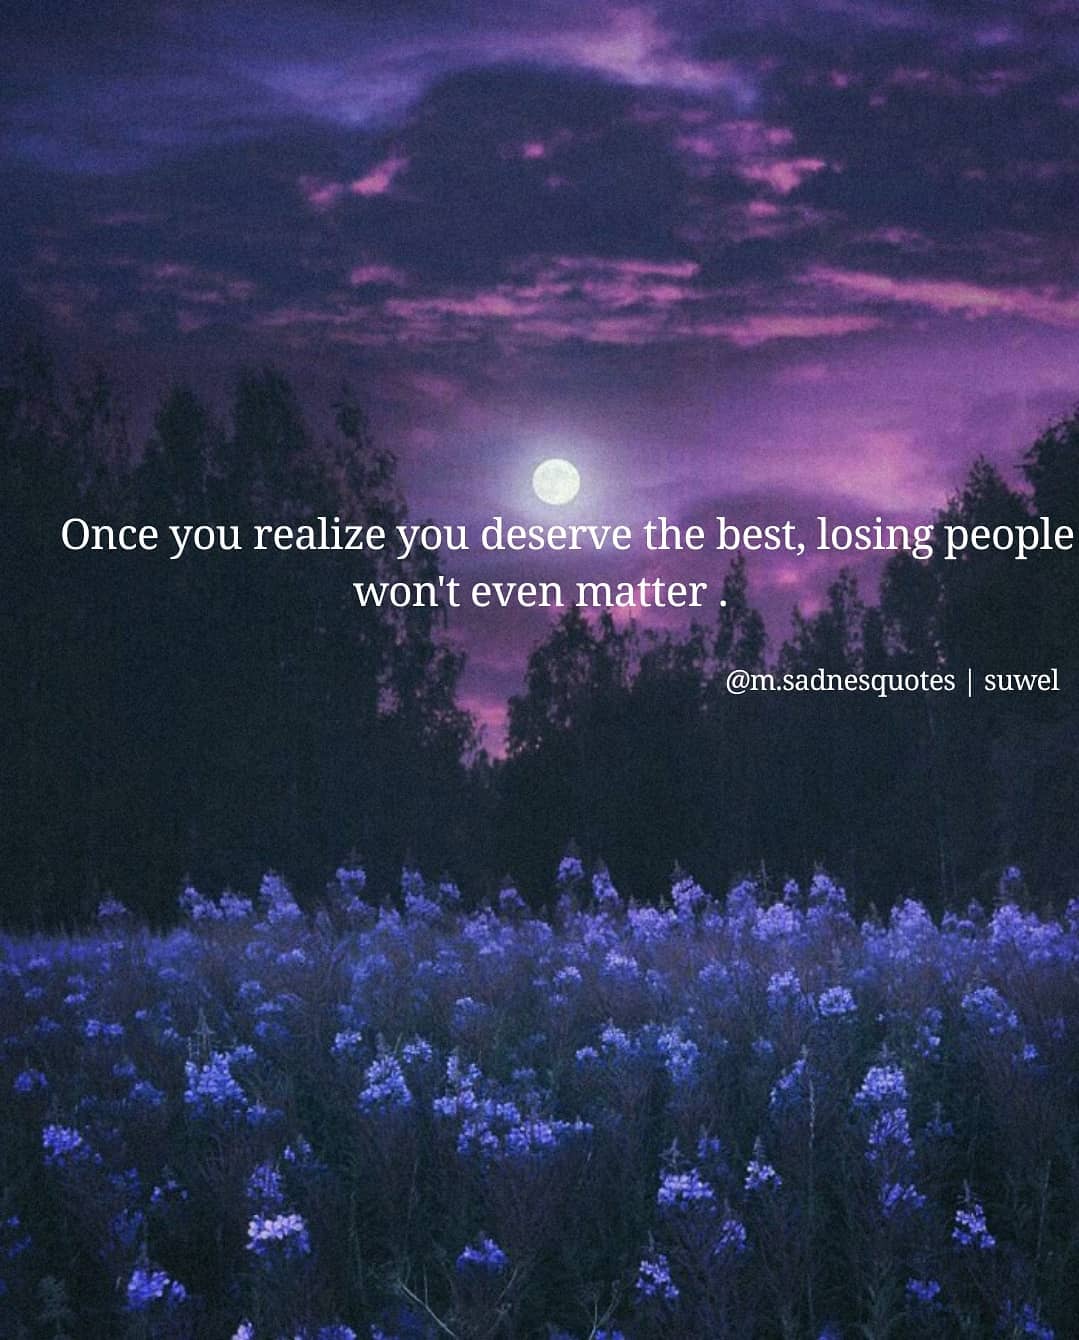 Once you realize you deserve the best, losing people
won't even matter .
@m.sadnesquotes | suwel